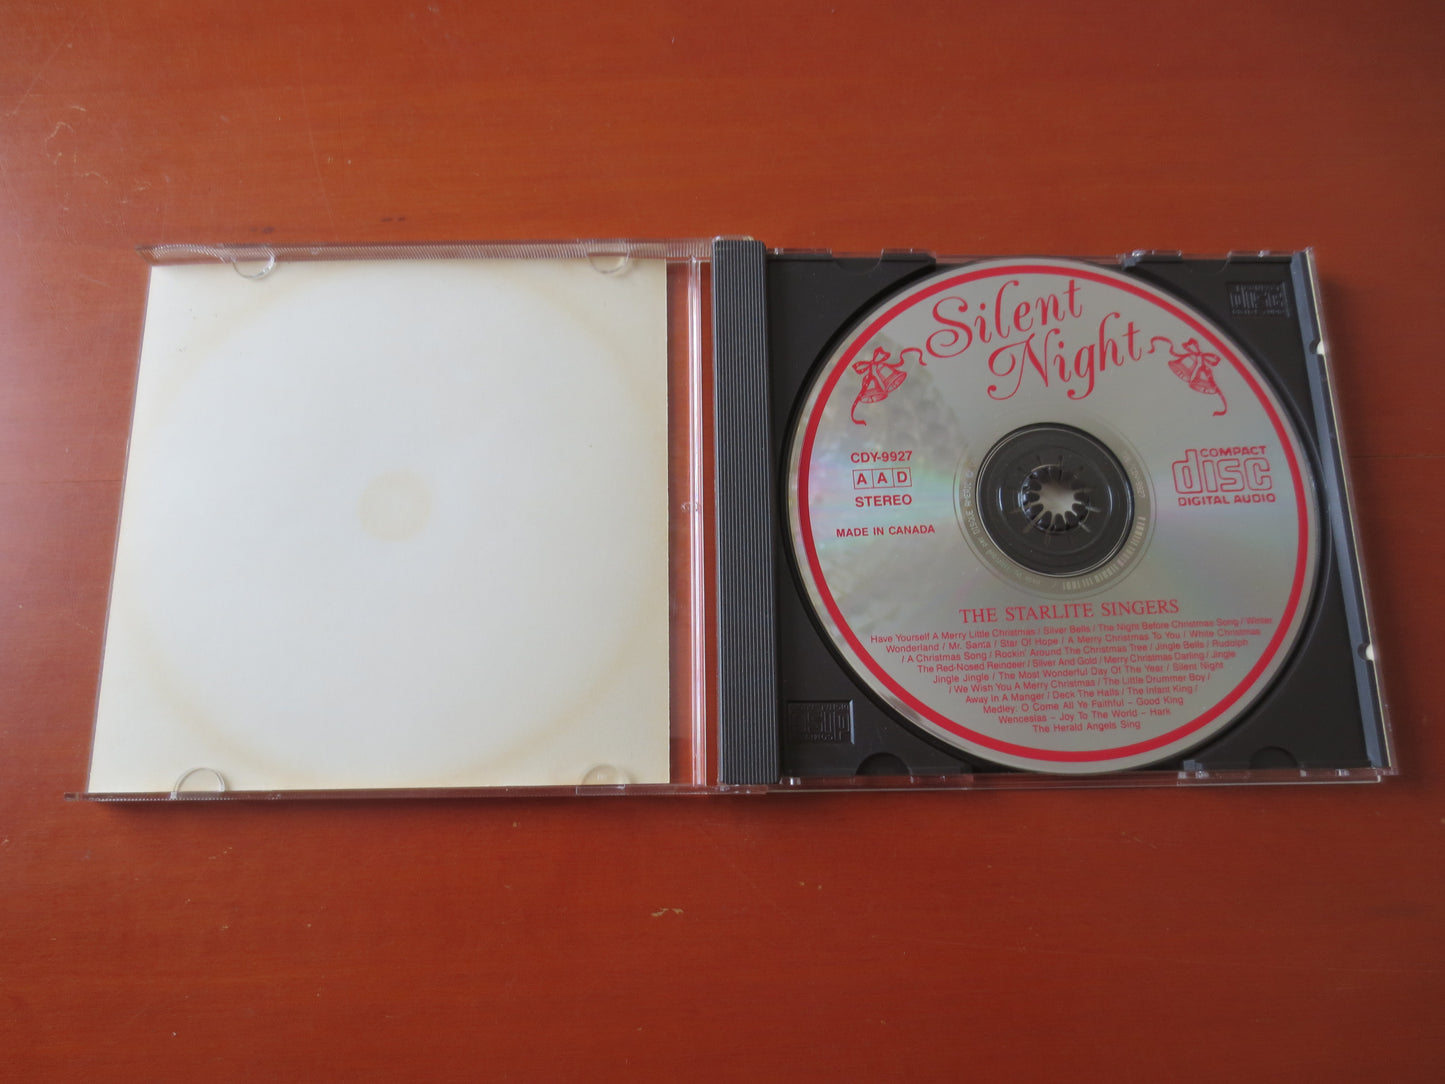 Silent
Night
CDY-9927
A A D
STEREO
MADE IN CANADA
COMPACT
disc
DIGITAL AUDIO
THE STARLITE SINGERS
Have Yourself A Merry Little Christmas / Silver Bells / The Night Before Christmas Song / Winter
Wonderland / Mr. Santa / Star Of Hope / A Merry Christmas To You / White Christmas
/ A Christmas Song / Rockin' Around The Christmas Tree / Jingle Bells / Rudolph
The Red-Nosed Reindeer / Silver And Gold / Merry Christmas Darling / Jingle
Jingle Jingle / The Most Wonderful Day Of The Year / Silent Night
/ We Wish You A Merry Christmas / The Little Drummer Boy /
Away In A Manger / Deck The Halls / The Infant King /
Medley: O Come All Ye Faithful - Good King
Wenceslas - Joy To The World - Hark
The Herald Angels Sing